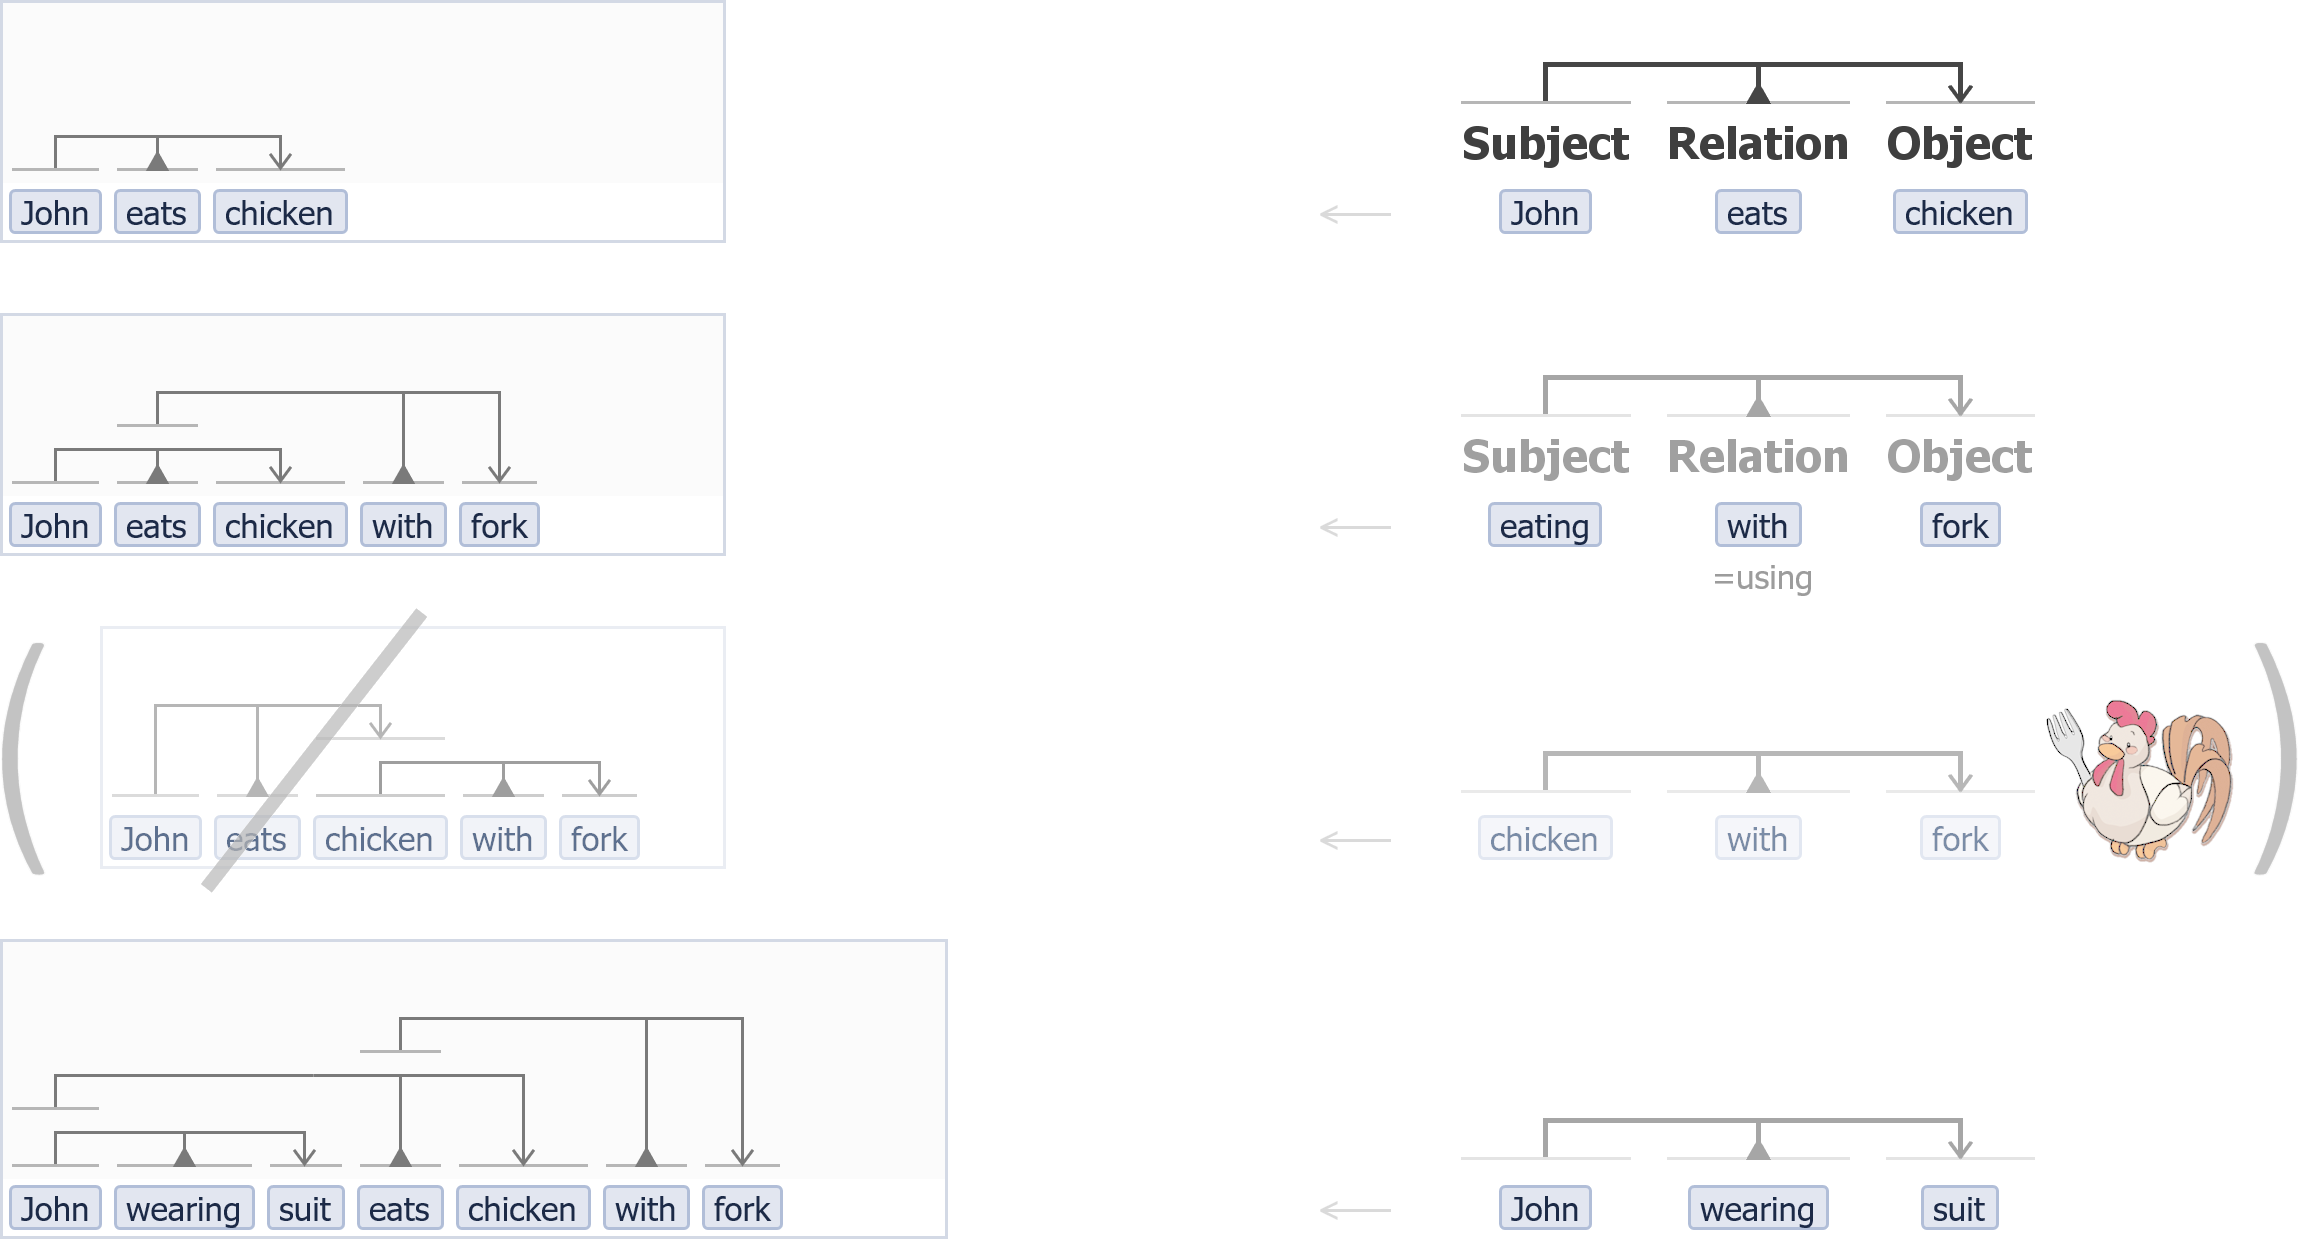 Subject Relation Object
John eats chicken John eats chicken
Subject Relation Object
John eats chicken with fork eating with fork
=using
( John eats chicken with fork chicken with fork )
John wearing suit eats chicken with fork John wearing suit